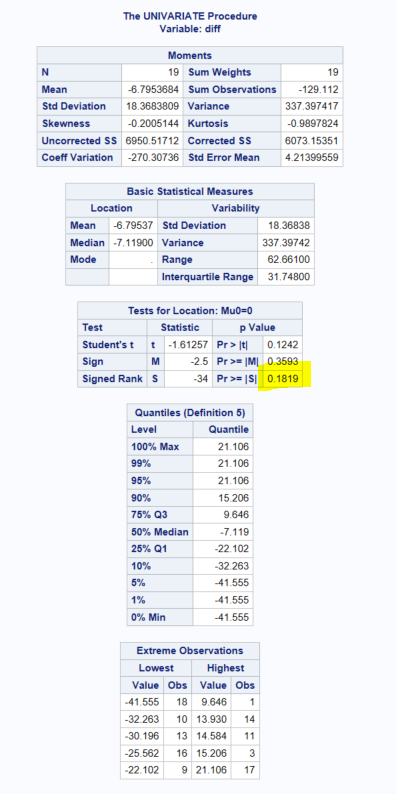 The UNIVARIATE Procedure
Variable: diff
Moments
N 19 Sum Weights 19
Mean -6.7953684 Sum Observations -129.112
Std Deviation 18.3683809 Variance 337.397417
Skewness -0.2005144 Kurtosis -0.9897824
Uncorrected SS 6950.51712 Corrected SS 6073.15351
Coeff Variation -270.30736 Std Error Mean 4.21399559
Basic Statistical Measures
Location Variability
Mean -6.79537 Std Deviation 18.36838
Median -7.11900 Variance 337.39742
Mode . Range 62.66100
Interquartile Range 31.74800
Tests for Location: Mu0=0
Test Statistic p Value
Student's t t -1.61257 Pr > |t| 0.1242
Sign M -2.5 Pr >= |M| 0.3593
Signed Rank S -34 Pr >= |S| 0.1819
Quantiles (Definition 5)
Level Quantile
100% Max 21.106
99% 21.106
95% 21.106
90% 15.206
75% Q3 9.646
50% Median -7.119
25% Q1 -22.102
10% -32.263
5% -41.555
1% -41.555
0% Min -41.555
Extreme Observations
Lowest Highest
Value Obs Value Obs
-41.555 18 9.646 1
-32.263 10 13.930 14
-30.196 13 14.584 11
-25.562 16 15.206 3
-22.102 9 21.106 17